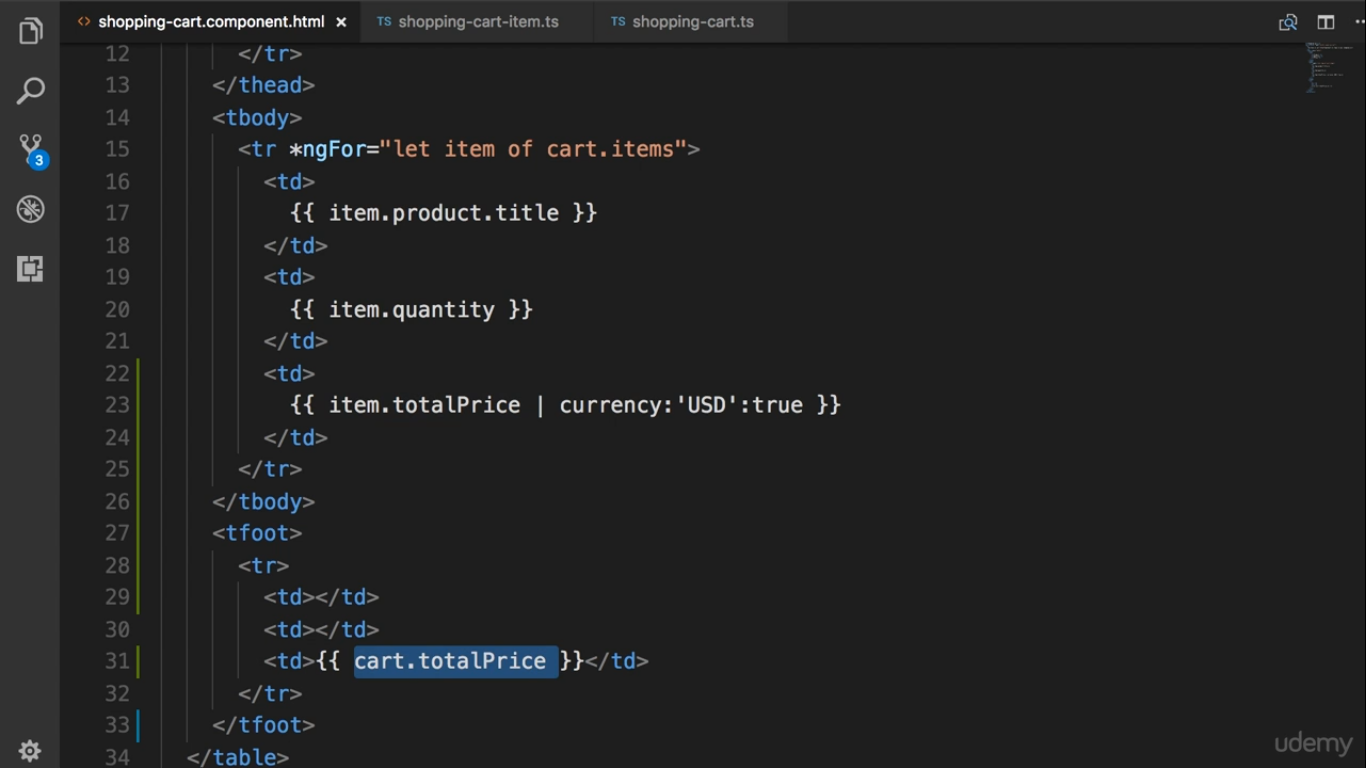 shopping-cart.component.html × TS shopping-cart-item.ts TS shopping-cart.ts
12 </tr>
13 </thead>
14 <tbody>
15 <tr *ngFor="let item of cart.items">
16 <td>
17 {{ item.product.title }}
18 </td>
19 <td>
20 {{ item.quantity }}
21 </td>
22 <td>
23 {{ item.totalPrice | currency:'USD':true }}
24 </td>
25 </tr>
26 </tbody>
27 <tfoot>
28 <tr>
29 <td></td>
30 <td></td>
31 <td>{{ cart.totalPrice }}</td>
32 </tr>
33 </tfoot>
34 </table>
3
udemy